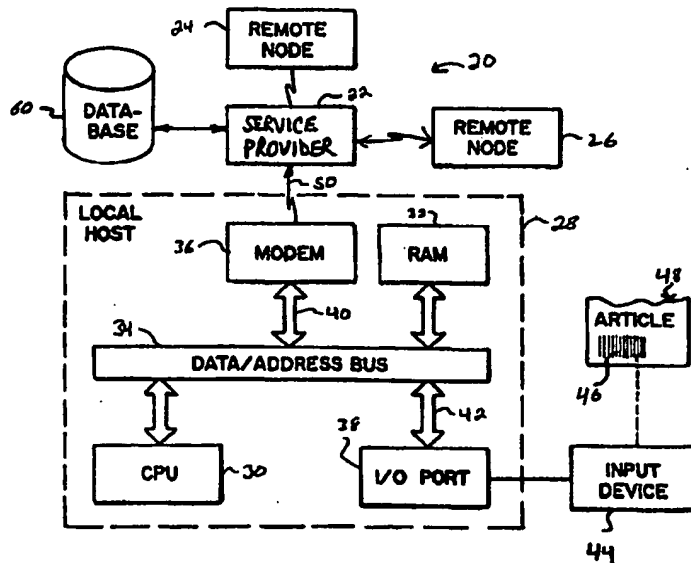 24
REMOTE
NODE
20
22
60
DATA-
BASE
SERVICE
PROVIDER
REMOTE
NODE
26
50
LOCAL
HOST
28
36
MODEM
RAM
48
ARTICLE
40
34
DATA/ADDRESS BUS
46
42
38
CPU
30
I/O PORT
INPUT
DEVICE
44